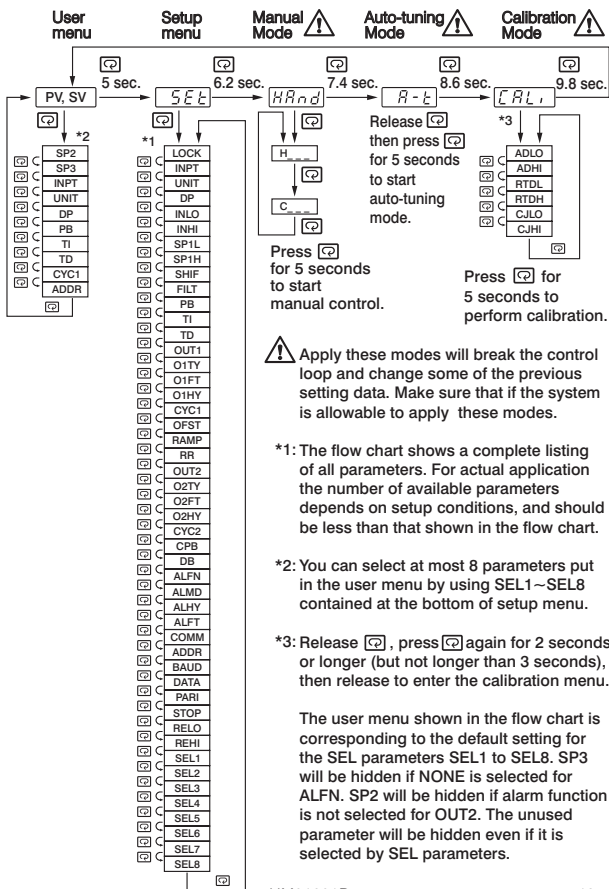 User menu
Setup menu
Manual Mode
Auto-tuning Mode
Calibration Mode
5 sec.
6.2 sec.
7.4 sec.
8.6 sec.
9.8 sec.
PV, SV
SEt
HAnd
A-t
CALi
*2
SP2
SP3
INPT
UNIT
DP
PB
TI
TD
CYC1
ADDR
*1
LOCK
INPT
UNIT
DP
INLO
INHI
SP1L
SP1H
SHIF
FILT
PB
TI
TD
OUT1
O1TY
O1FT
O1HY
CYC1
OFST
RAMP
RR
OUT2
O2TY
O2FT
O2HY
CYC2
CPB
DB
ALFN
ALMD
ALHY
ALFT
COMM
ADDR
BAUD
DATA
PARI
STOP
RELO
REHI
SEL1
SEL2
SEL3
SEL4
SEL5
SEL6
SEL7
SEL8
H_ _ _
C_ _ _
Press
for 5 seconds
to start
manual control.
Release
then press
for 5 seconds
to start
auto-tuning
mode.
*3
ADLO
ADHI
RTDL
RTDH
CJLO
CJHI
Press for
5 seconds to
perform calibration.
Apply these modes will break the control
loop and change some of the previous
setting data. Make sure that if the system
is allowable to apply these modes.
*1: The flow chart shows a complete listing
of all parameters. For actual application
the number of available parameters
depends on setup conditions, and should
be less than that shown in the flow chart.
*2: You can select at most 8 parameters put
in the user menu by using SEL1~SEL8
contained at the bottom of setup menu.
*3: Release , press again for 2 seconds
or longer (but not longer than 3 seconds),
then release to enter the calibration menu.
The user menu shown in the flow chart is
corresponding to the default setting for
the SEL parameters SEL1 to SEL8. SP3
will be hidden if NONE is selected for
ALFN. SP2 will be hidden if alarm function
is not selected for OUT2. The unused
parameter will be hidden even if it is
selected by SEL parameters.